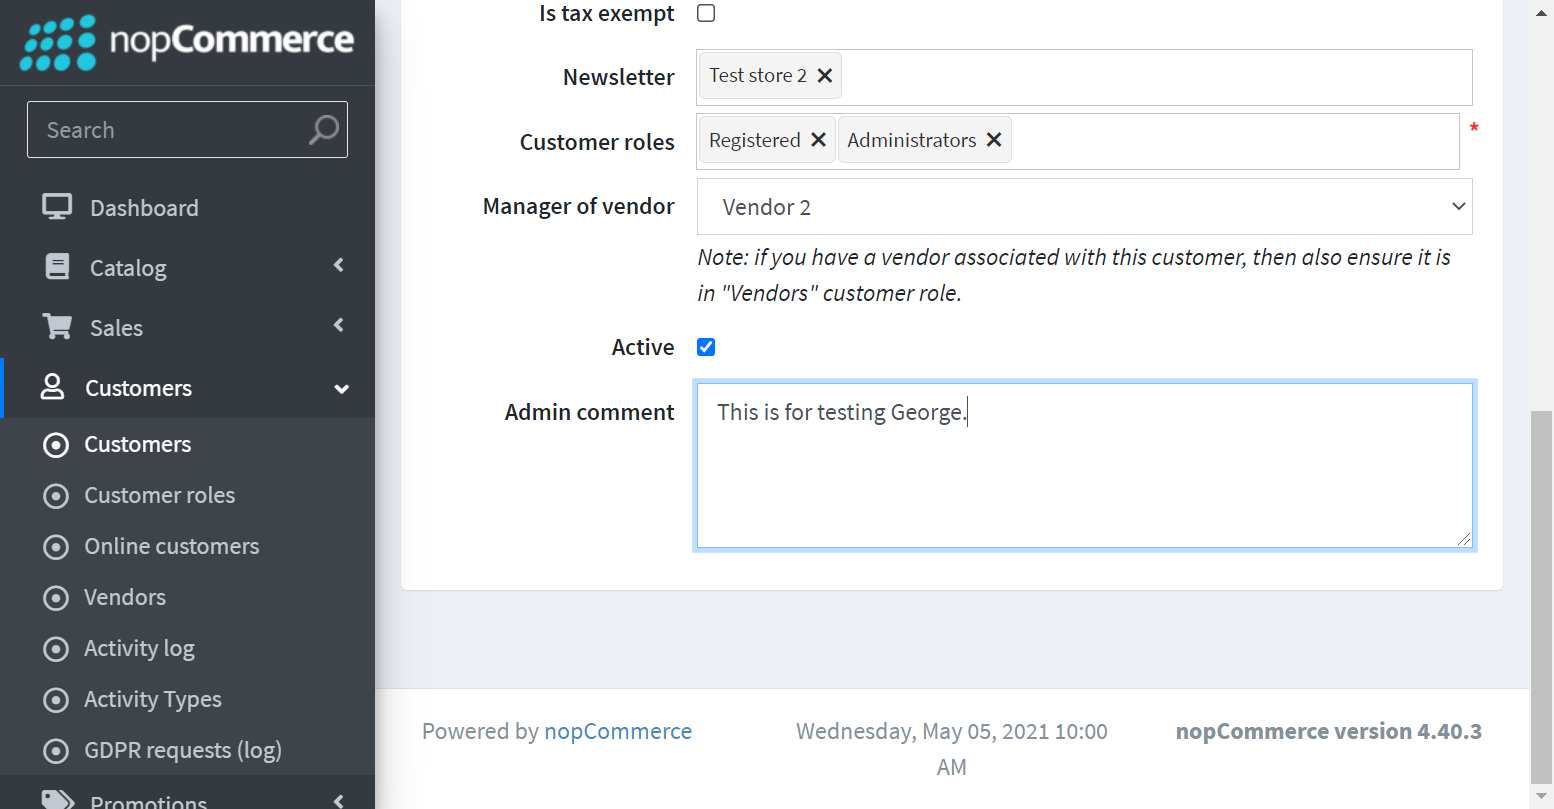 nopCommerce
Search
Dashboard
Catalog
Sales
Customers
Customers
Customer roles
Online customers
Vendors
Activity log
Activity Types
GDPR requests (log)
Promotions
Is tax exempt
Newsletter
Test store 2
Customer roles
Registered
Administrators
*
Manager of vendor
Vendor 2
Note: if you have a vendor associated with this customer, then also ensure it is
in "Vendors" customer role.
Active
Admin comment
This is for testing George.
Powered by nopCommerce
Wednesday, May 05, 2021 10:00
AM
nopCommerce version 4.40.3